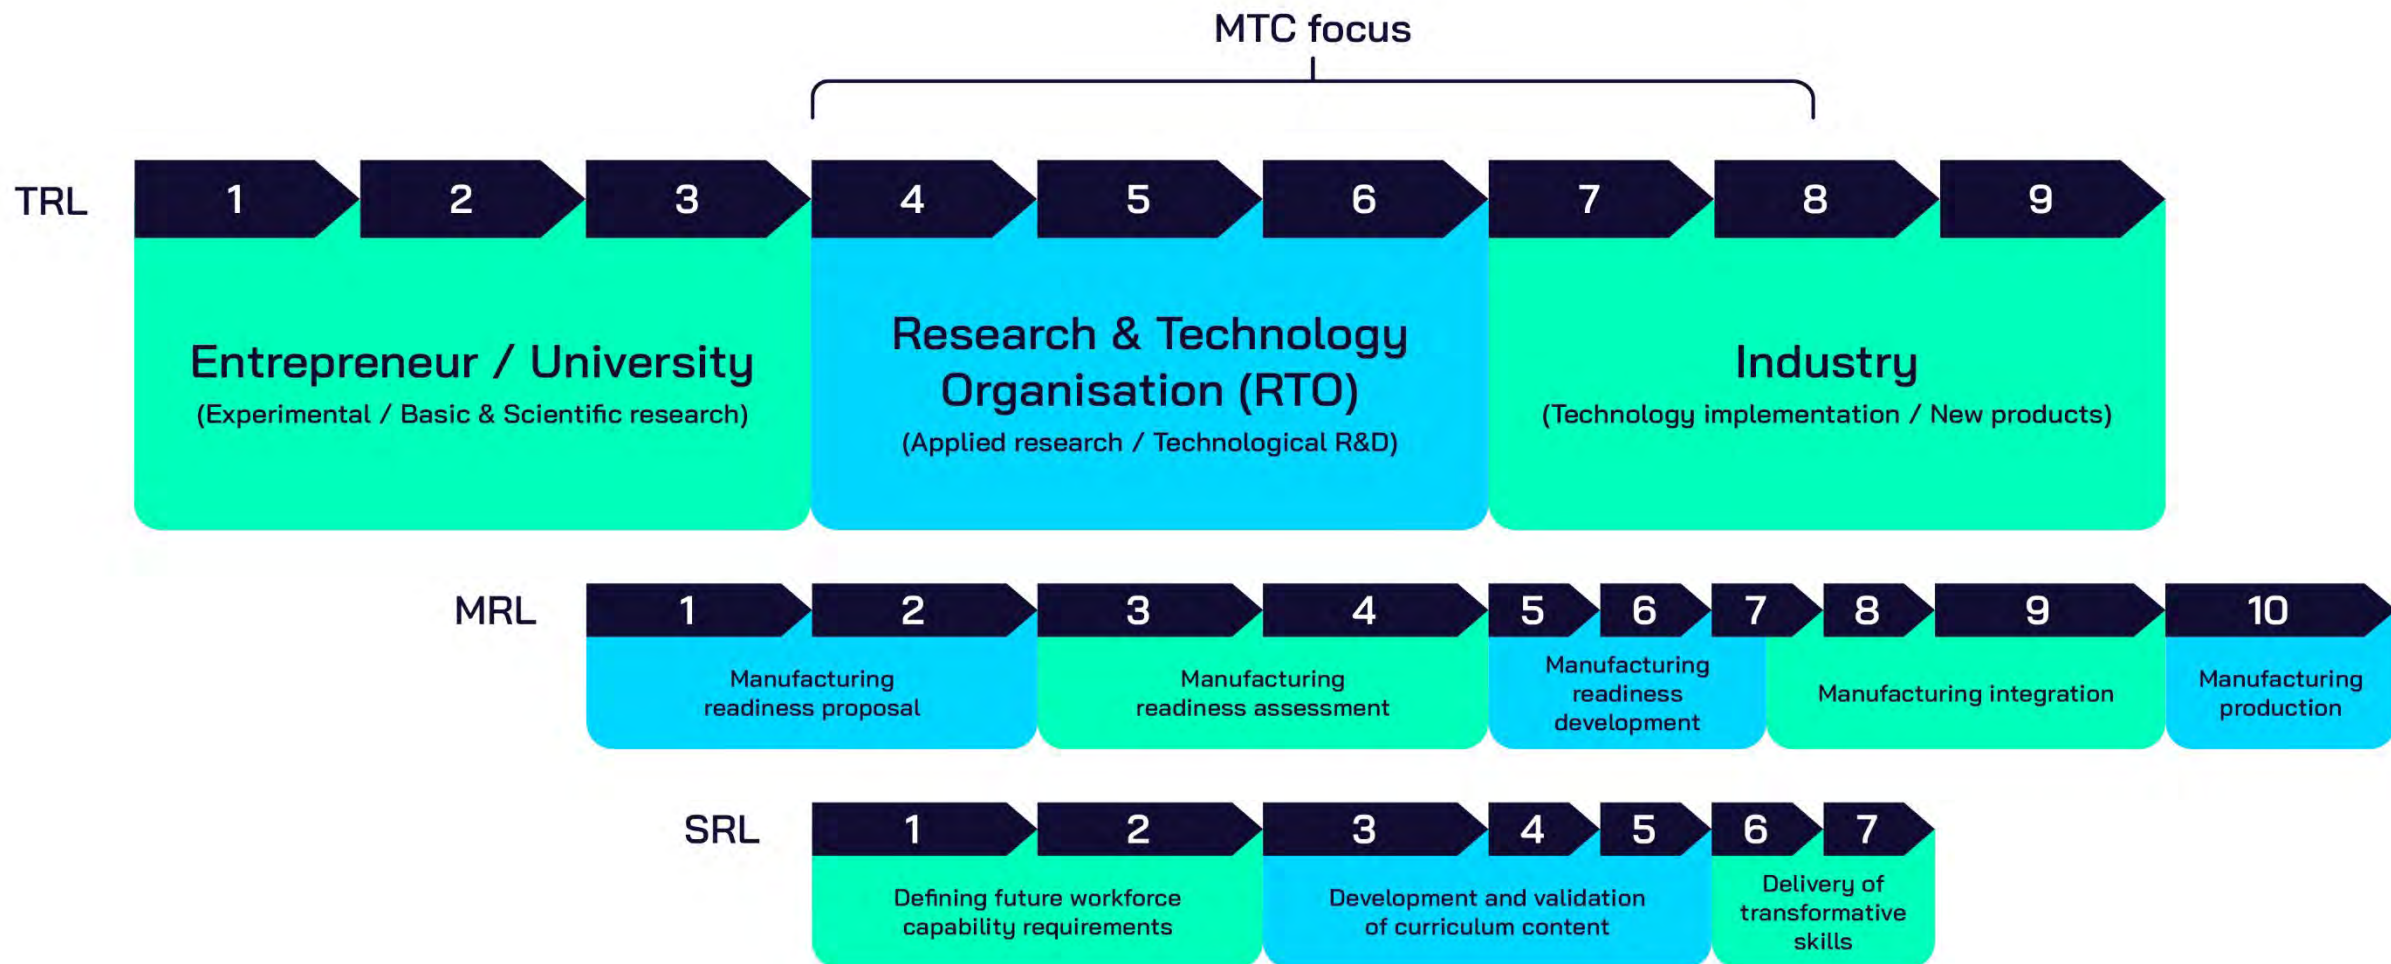 MTC focus
TRL 1 2 3 4 5 6 7 8 9
Entrepreneur / University
(Experimental / Basic & Scientific research)
Research & Technology
Organisation (RTO)
(Applied research / Technological R&D)
Industry
(Technology implementation / New products)
MRL 1 2 3 4 5 6 7 8 9 10
Manufacturing
readiness proposal
Manufacturing
readiness assessment
Manufacturing
readiness
development
Manufacturing integration
Manufacturing
production
SRL 1 2 3 4 5 6 7
Defining future workforce
capability requirements
Development and validation
of curriculum content
Delivery of
transformative
skills